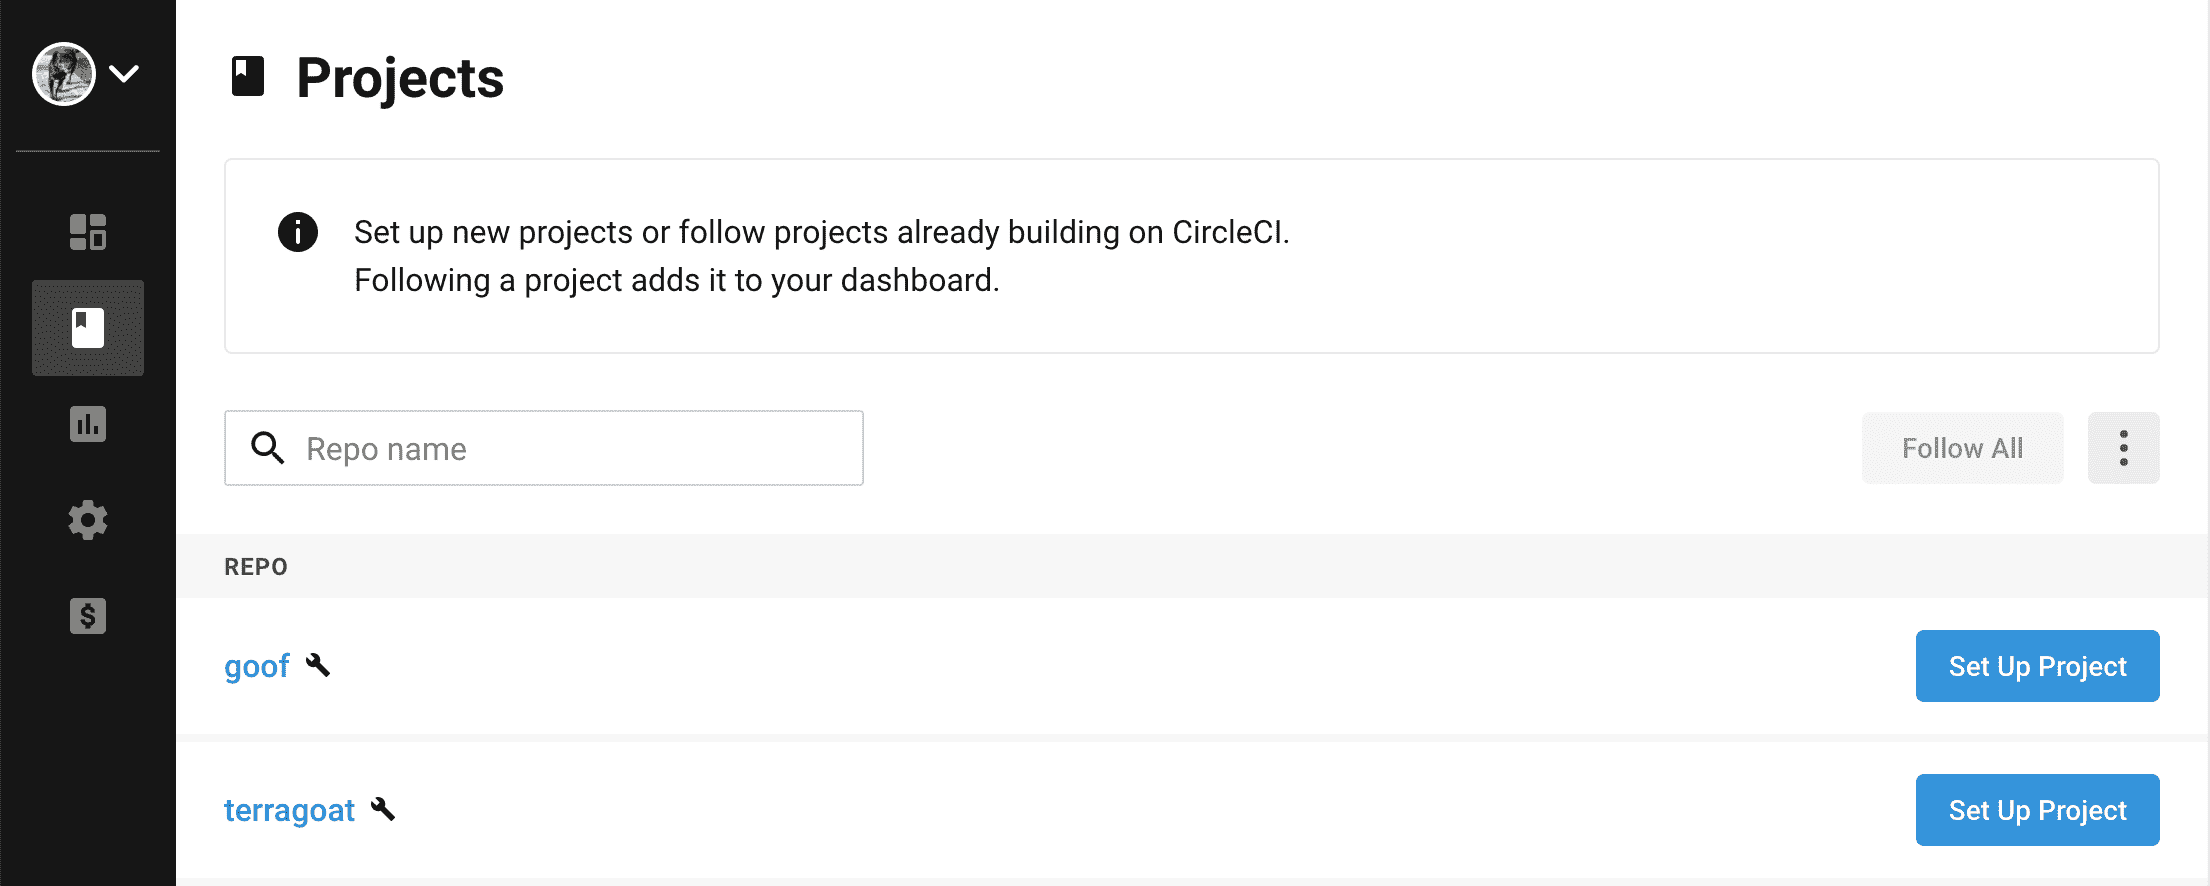 Projects
Set up new projects or follow projects already building on CircleCI.
Following a project adds it to your dashboard.
Repo name
Follow All
REPO
goof
Set Up Project
terragoat
Set Up Project